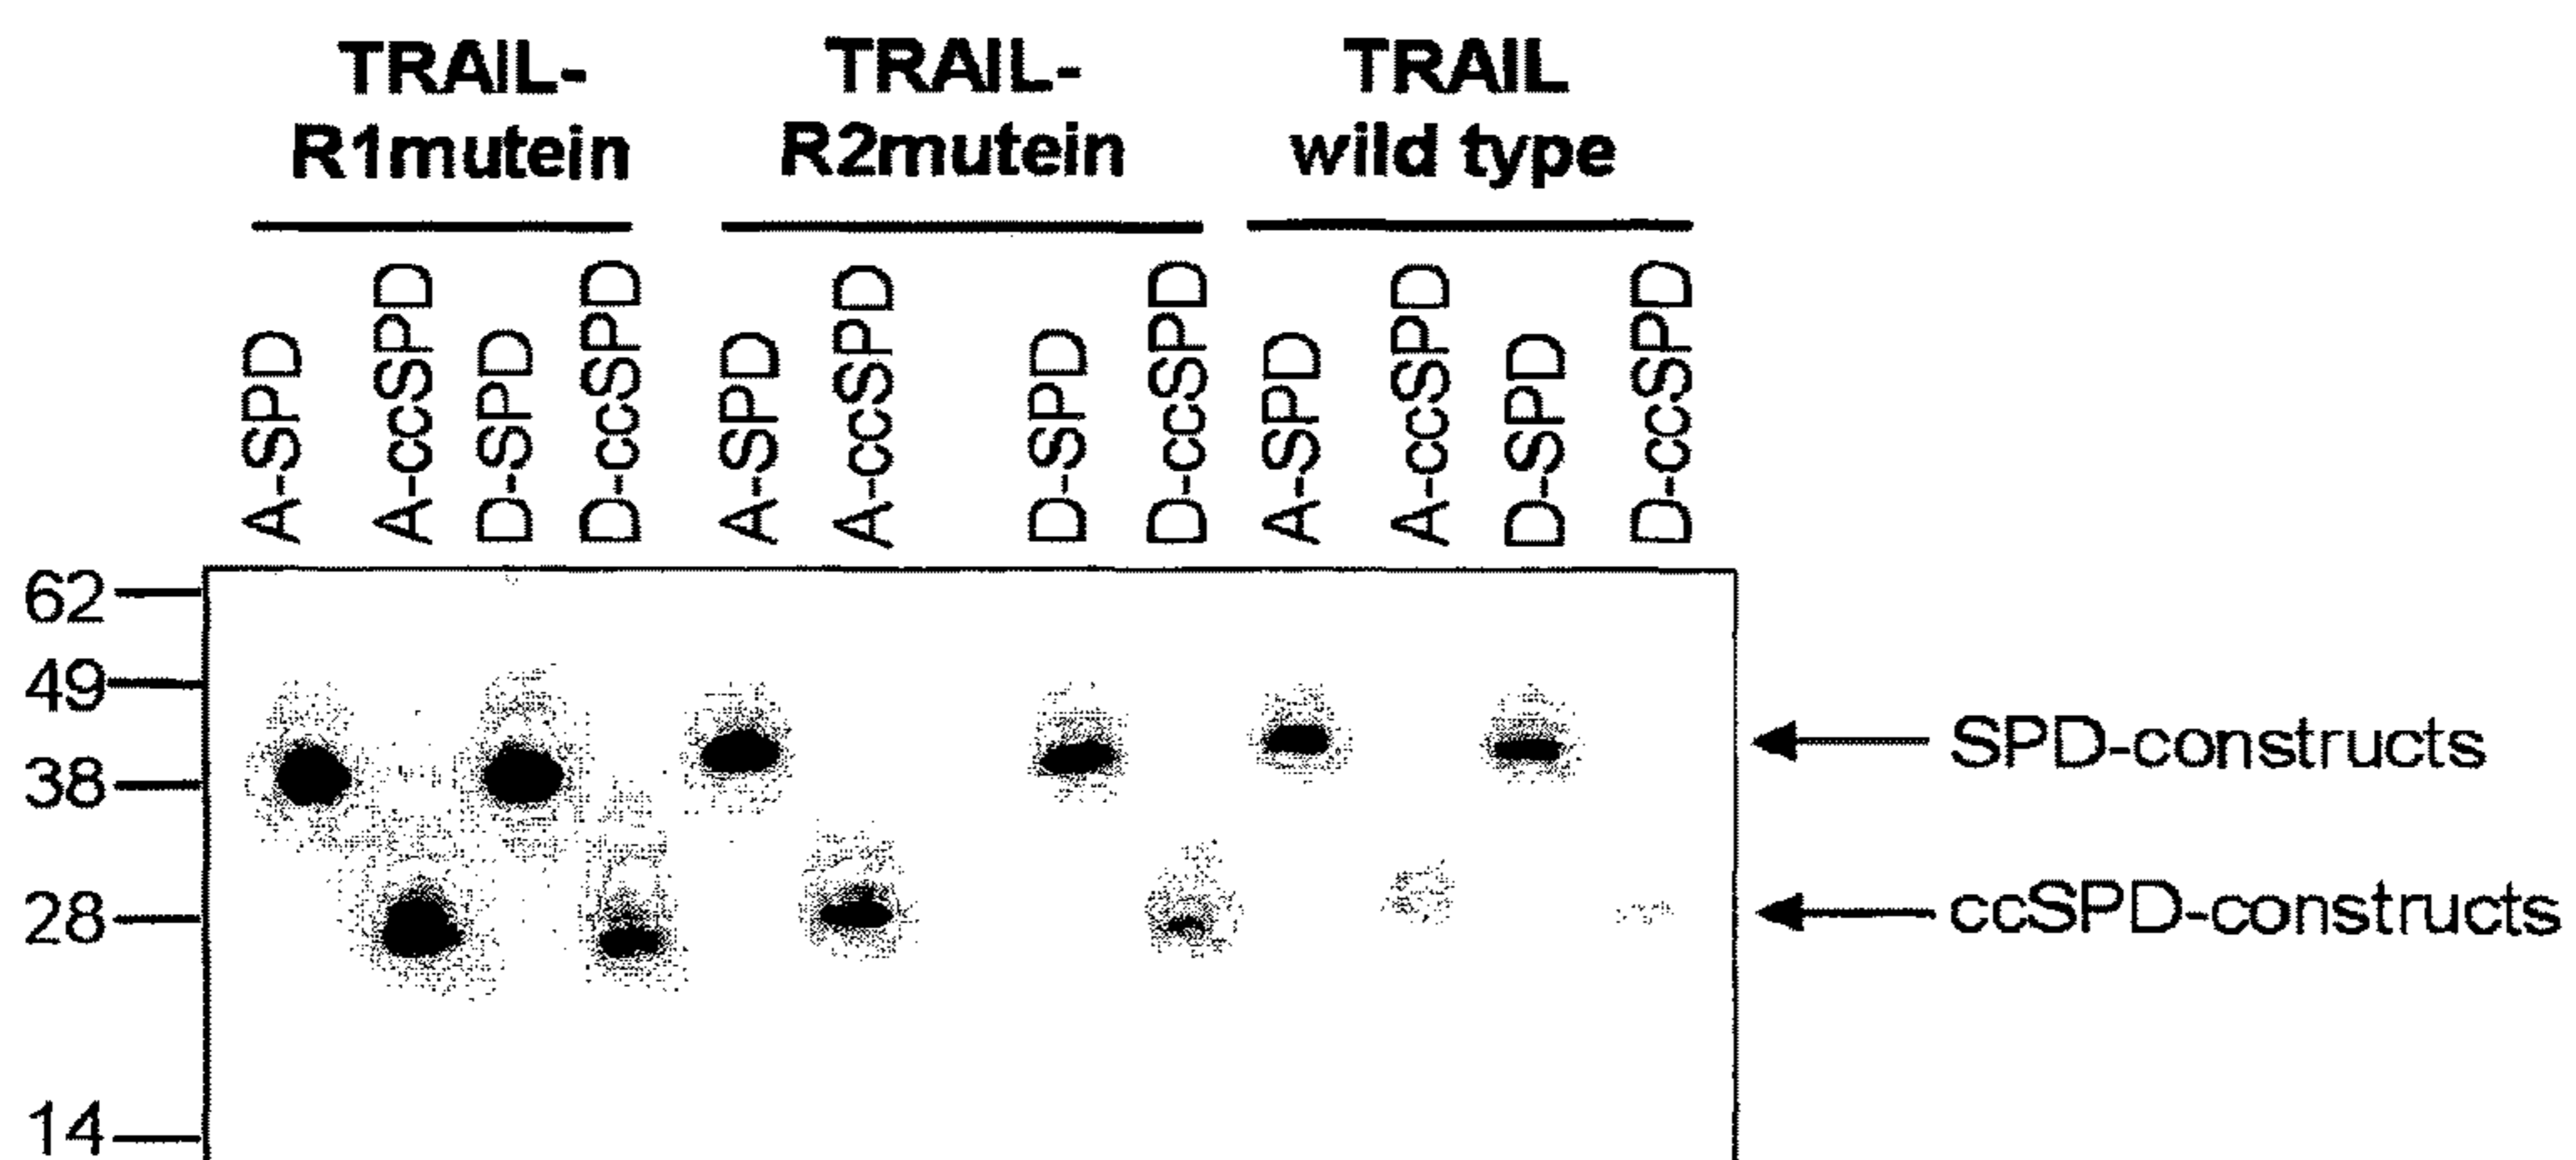 TRAIL-
R1mutein
TRAIL-
R2mutein
TRAIL
wild type
A-SPD
A-ccSPD
D-SPD
D-ccSPD
A-SPD
A-ccSPD
D-SPD
D-ccSPD
A-SPD
A-ccSPD
D-SPD
D-ccSPD
62
49
38
28
14
SPD-constructs
ccSPD-constructs